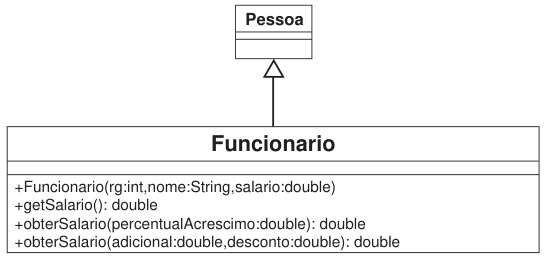 Pessoa
Funcionario
+Funcionario(rg:int,nome:String,salario:double)
+getSalario(): double
+obterSalario(percentualAcrescimo:double): double
+obterSalario(adicional:double,desconto:double): double